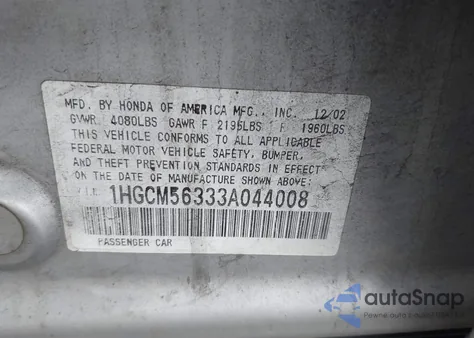 MFD. BY HONDA OF AMERICA MFG., INC. 12/02
GVWR 4080LBS GAWR F 2195LBS R 1960LBS
THIS VEHICLE CONFORMS TO ALL APPLICABLE
FEDERAL MOTOR VEHICLE SAFETY, BUMPER,
AND THEFT PREVENTION STANDARDS IN EFFECT
ON THE DATE OF MANUFACTURE SHOWN ABOVE.
1HGCM56333A044008
PASSENGER CAR
autoSnap